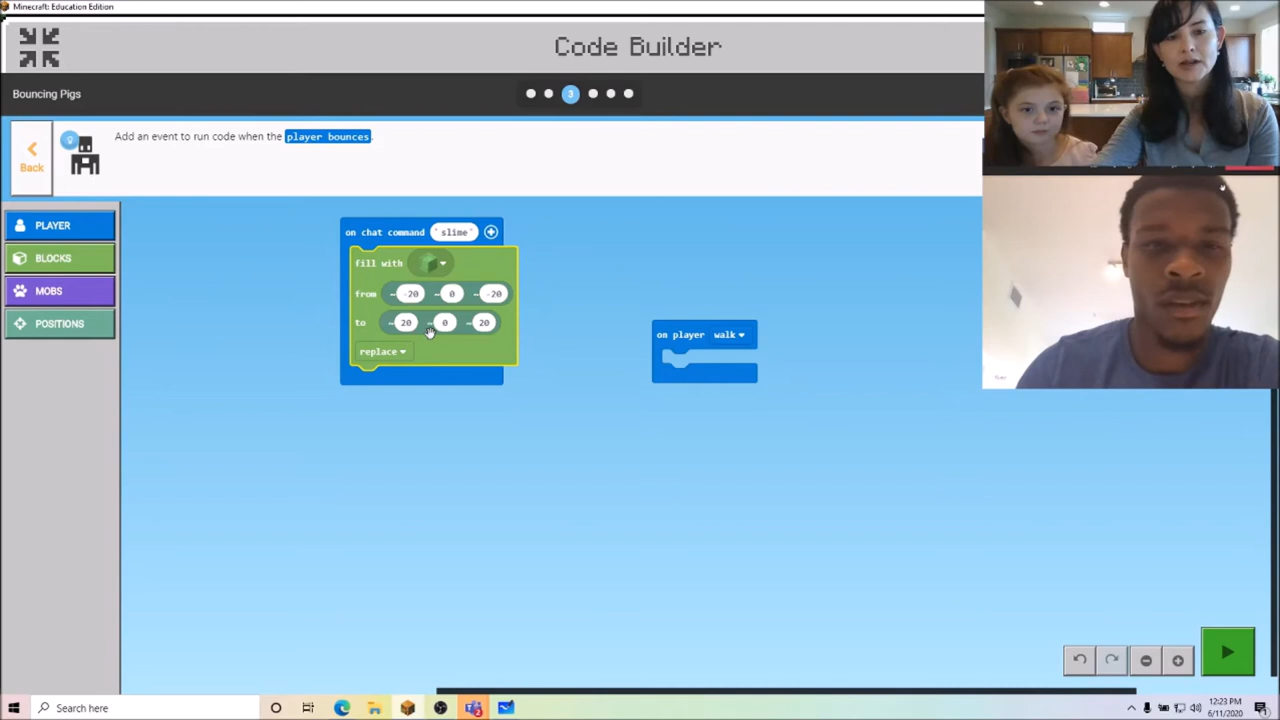 Minecraft: Education Edition
Code Builder
Bouncing Pigs
3
Add an event to run code when the player bounces.
Back
PLAYER
BLOCKS
MOBS
POSITIONS
on chat command "slime"
fill with
from ~ -20 ~ 0 ~ -20
to ~ 20 ~ 0 ~ 20
replace
on player walk
Search here
12:23 PM
6/11/2020